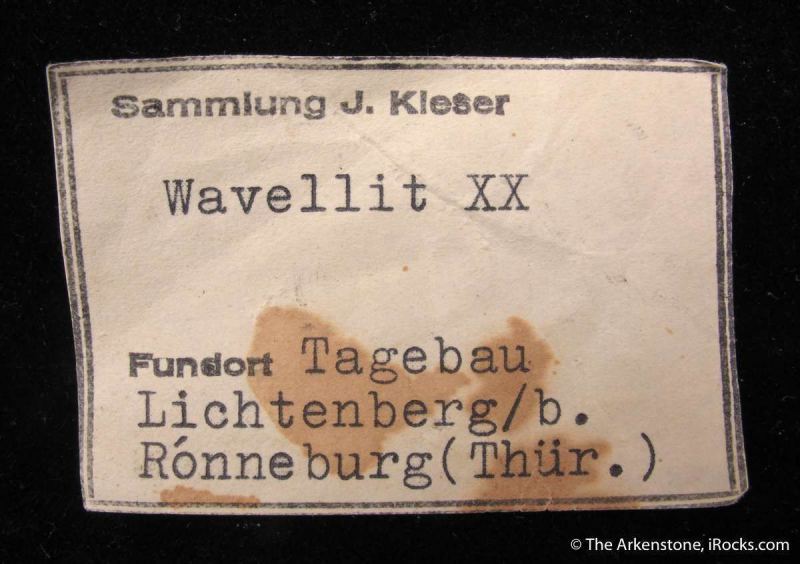 Sammlung J. Kieser
Wavellit XX
Fundort Tagebau
Lichtenberg/b.
Rónneburg(Thür.)
© The Arkenstone, iRocks.com